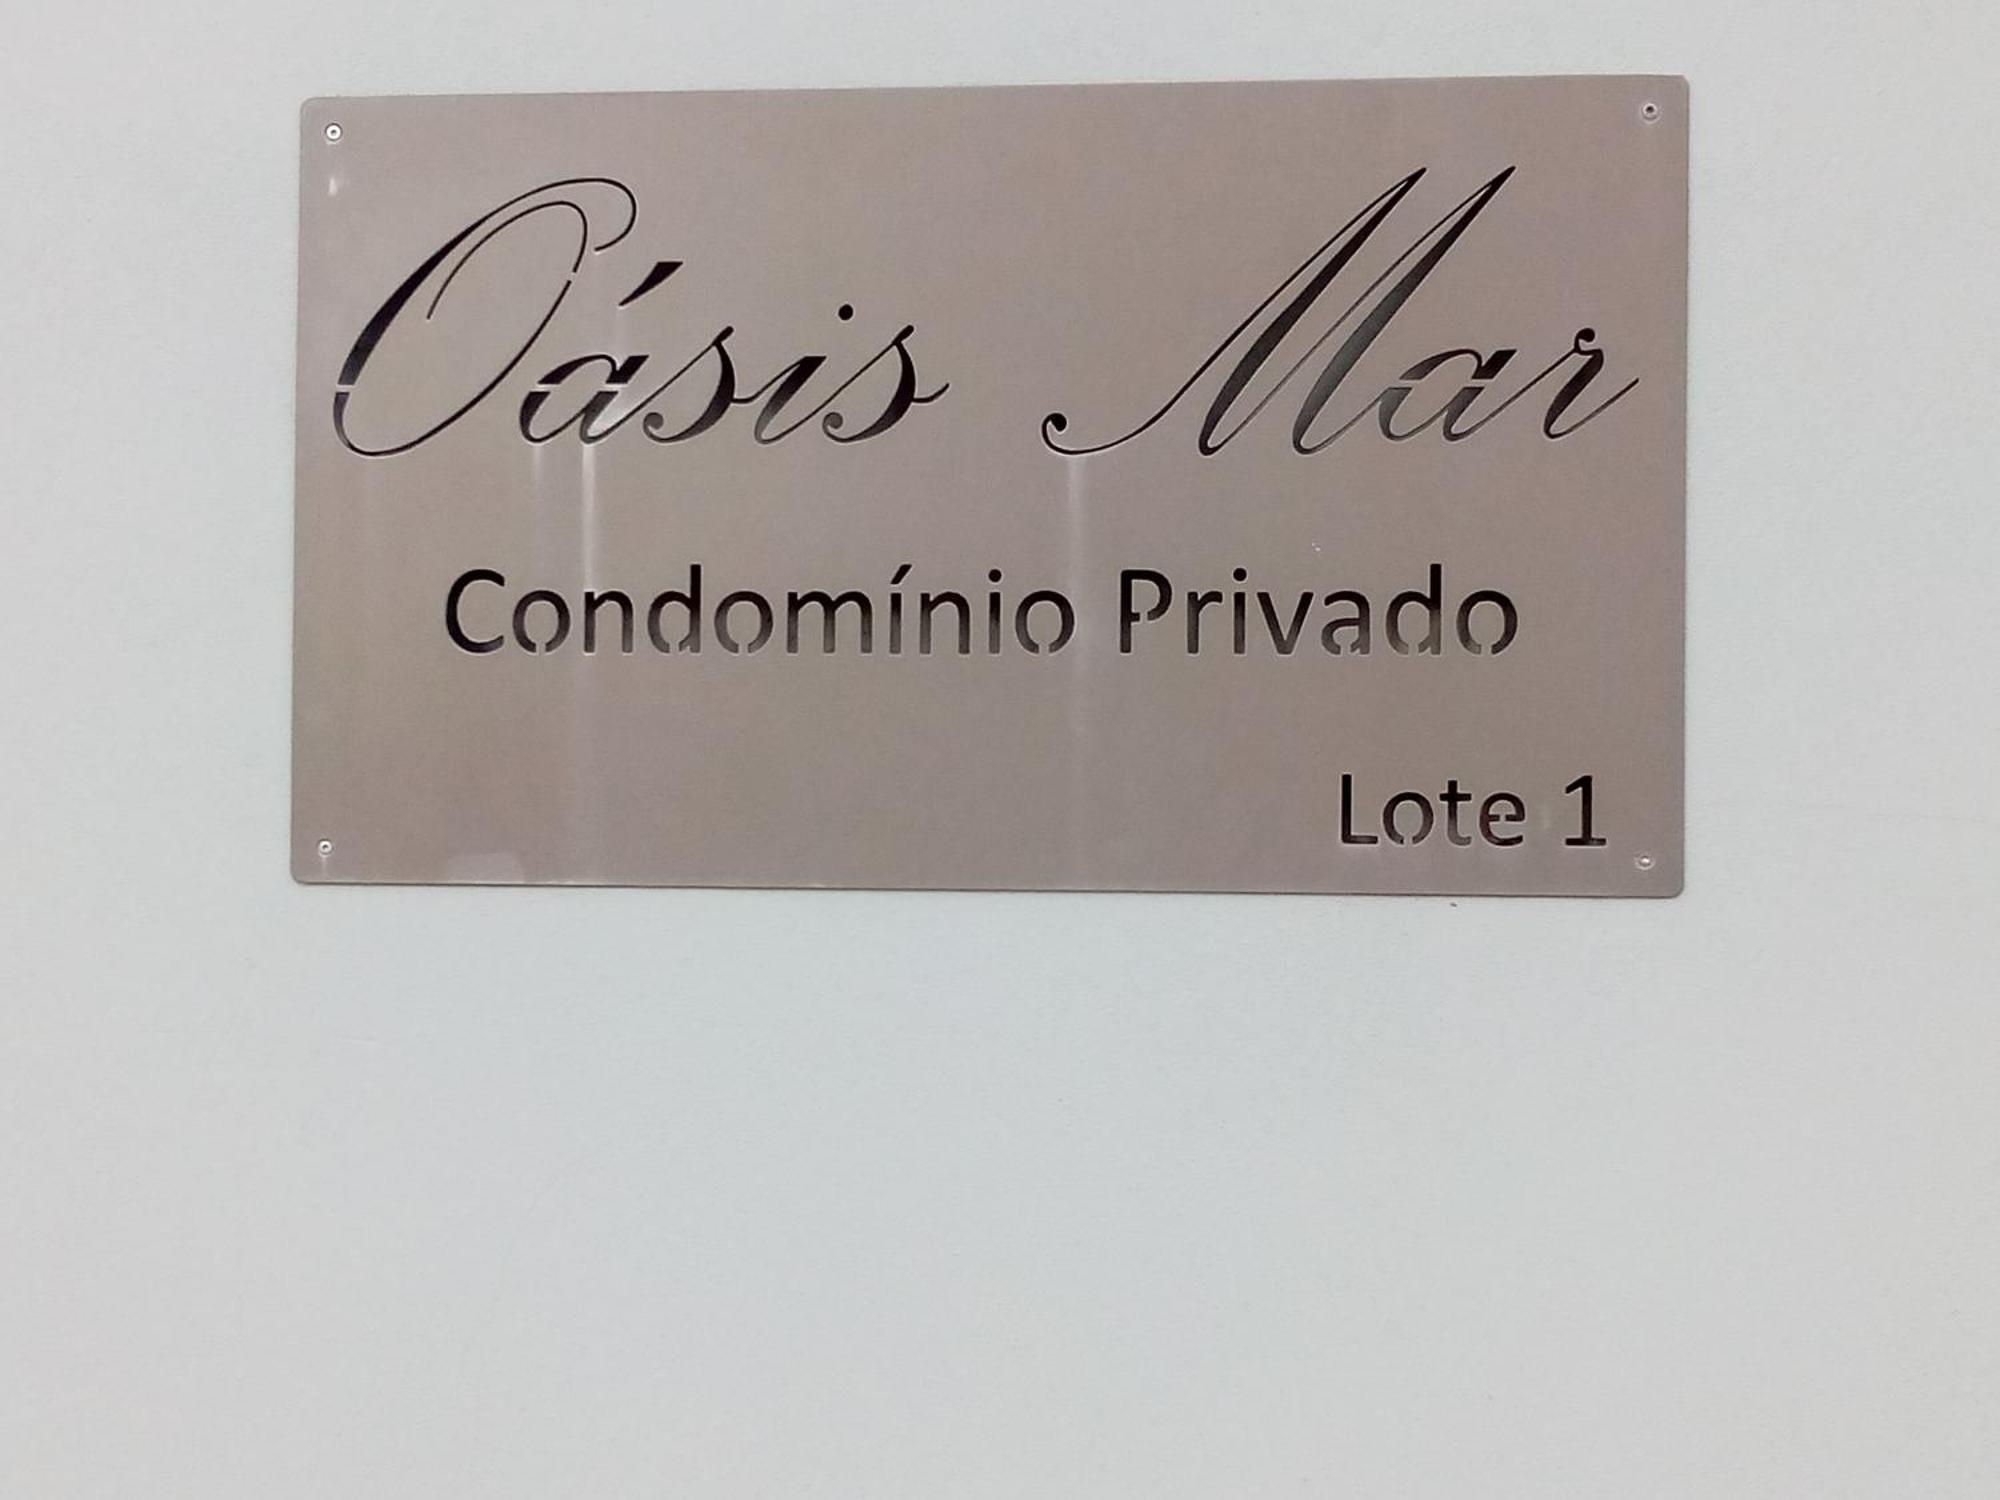 Oásis Mar
Condomínio Privado
Lote 1